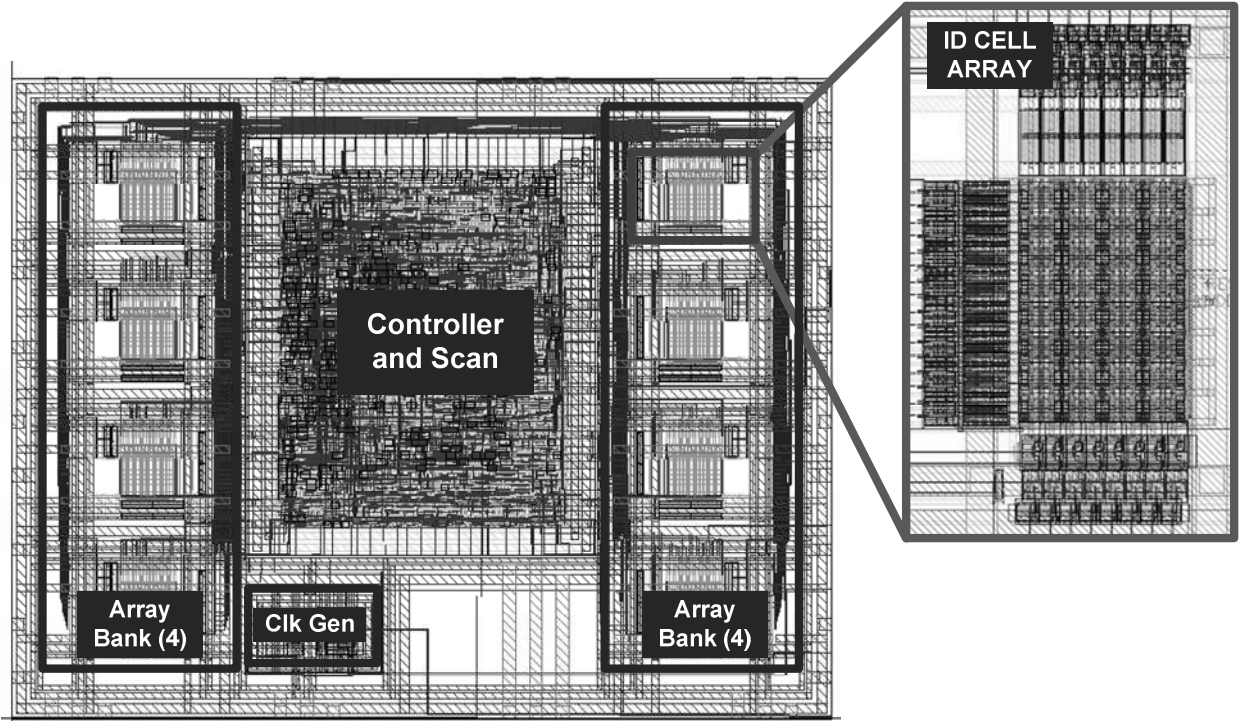 ID CELL
ARRAY
Controller
and Scan
Array
Bank (4)
Clk Gen
Array
Bank (4)